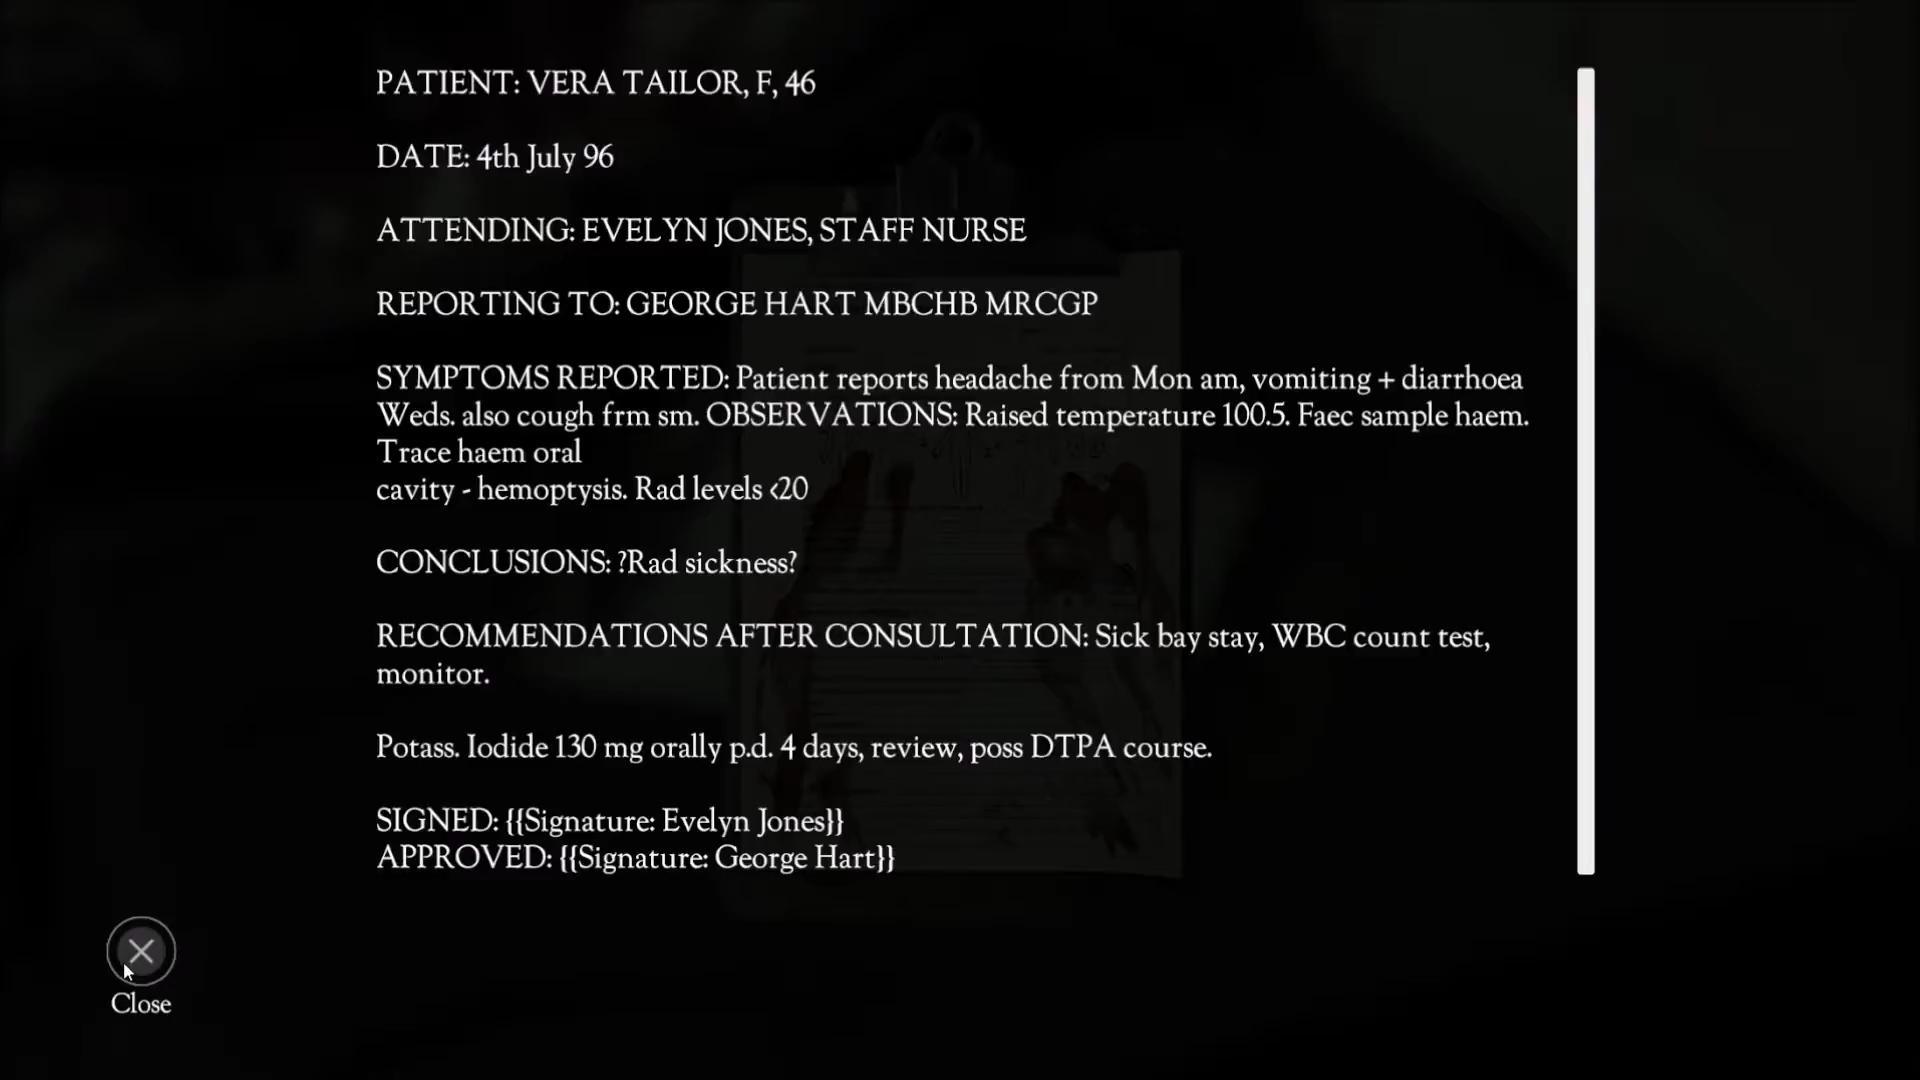 PATIENT: VERA TAILOR, F, 46
DATE: 4th July 96
ATTENDING: EVELYN JONES, STAFF NURSE
REPORTING TO: GEORGE HART MBCHB MRCGP
SYMPTOMS REPORTED: Patient reports headache from Mon am, vomiting + diarrhoea
Weds. also cough frm sm. OBSERVATIONS: Raised temperature 100.5. Faec sample haem.
Trace haem oral
cavity - hemoptysis. Rad levels <20
CONCLUSIONS: ?Rad sickness?
RECOMMENDATIONS AFTER CONSULTATION: Sick bay stay, WBC count test,
monitor.
Potass. Iodide 130 mg orally p.d. 4 days, review, poss DTPA course.
SIGNED: {{Signature: Evelyn Jones}}
APPROVED: {{Signature: George Hart}}
Close